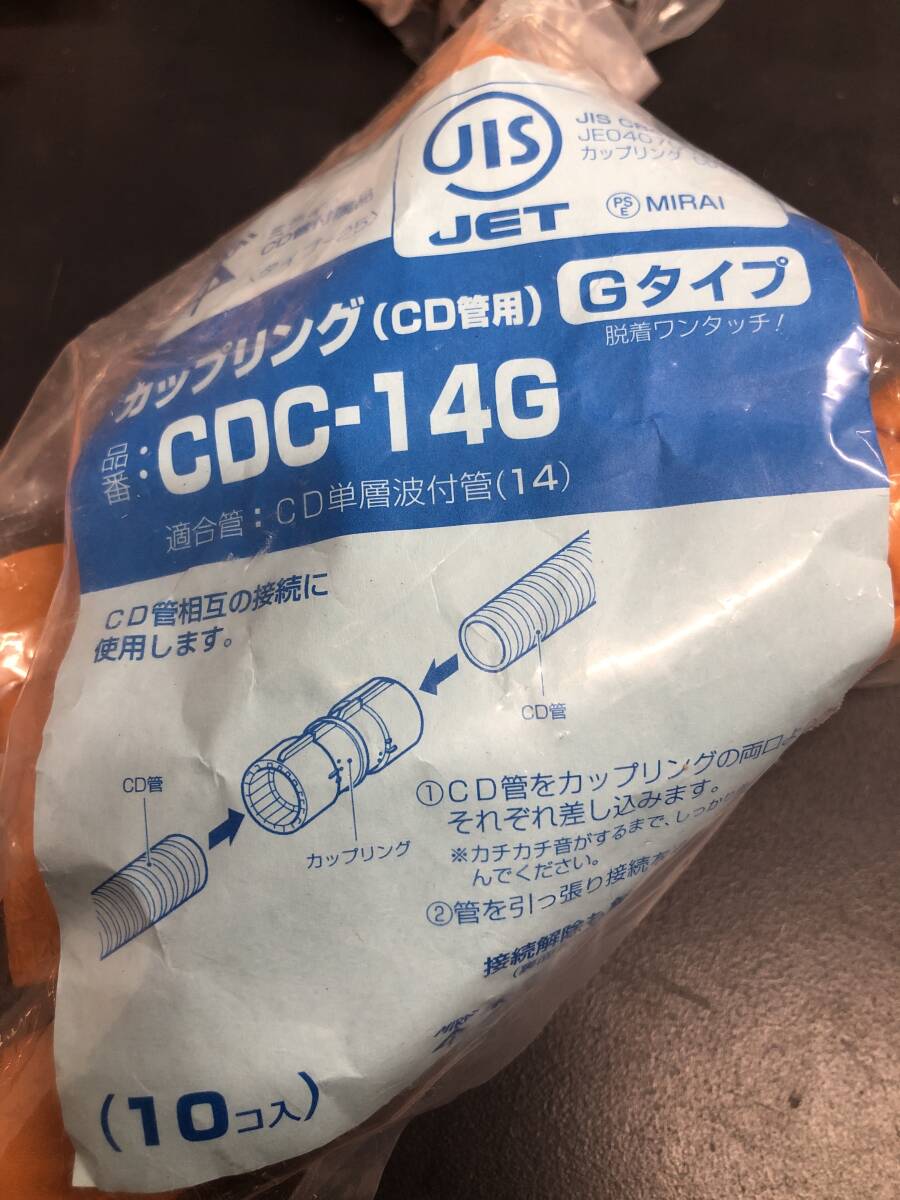 JIS
JET
JIS
JE0407
カップリング
PS
E
MIRAI
カップリング(CD管用)
Gタイプ
脱着ワンタッチ!
品番:
CDC-14G
適合管:CD単層波付管(14)
CD管相互の接続に
使用します。
CD管
CD管
カップリング
①CD管をカップリングの両口よ
それぞれ差し込みます。
※カチカチ音がするまで、しっかり
んでください。
②管を引っ張り接続を
接続解除も
(10コ入)